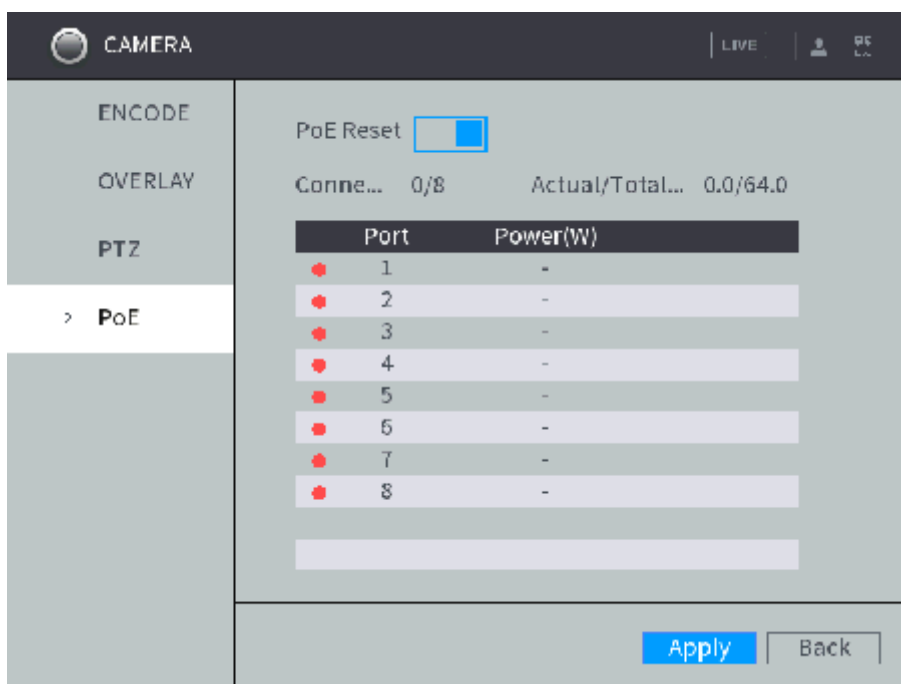 CAMERA LIVE
ENCODE
OVERLAY
PTZ
> PoE
PoE Reset
Conne... 0/8 Actual/Total... 0.0/64.0
Port Power(W)
1 -
2 -
3 -
4 -
5 -
6 -
7 -
8 -
Apply Back